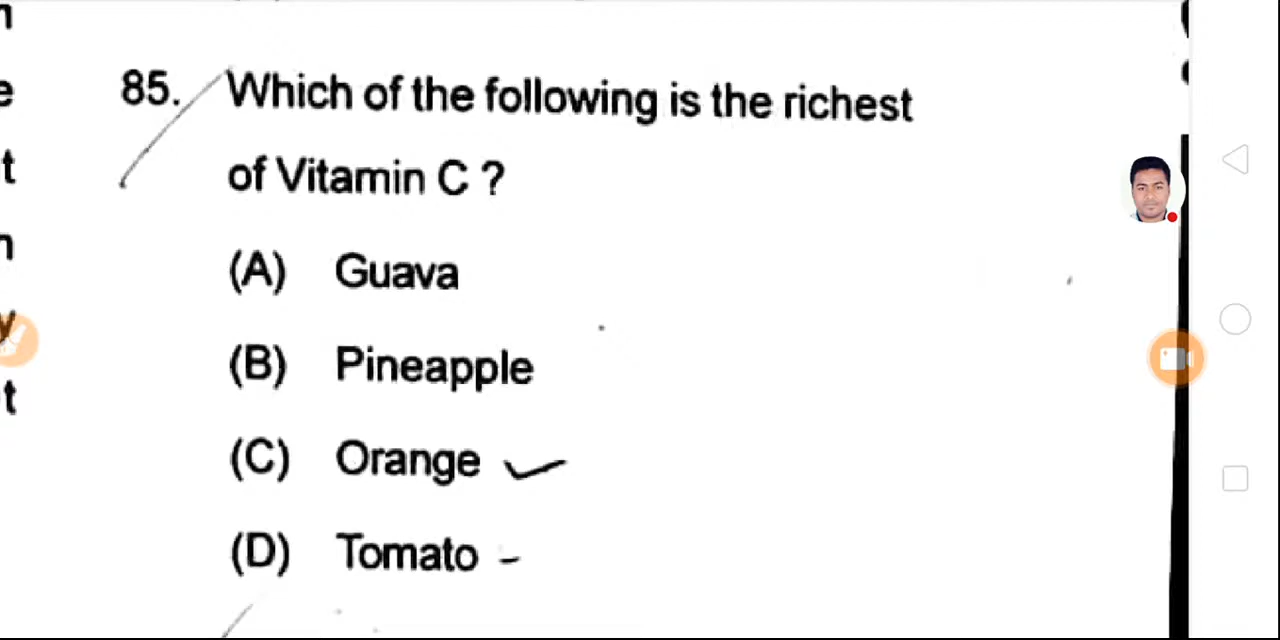 85. Which of the following is the richest
of Vitamin C ?
(A) Guava
(B) Pineapple
(C) Orange
(D) Tomato